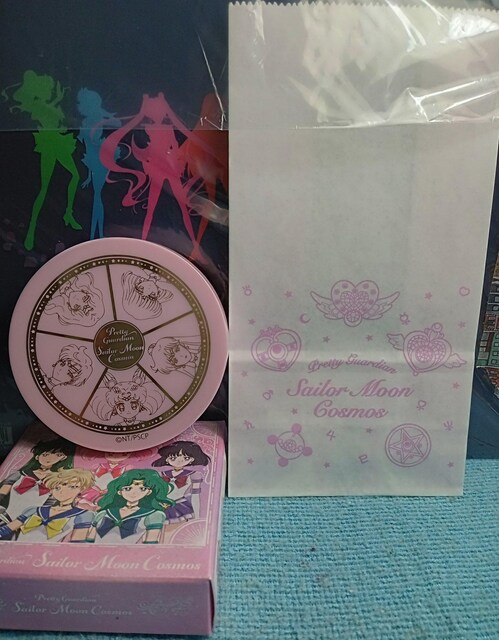 Pretty
Guardian
Sailor Moon
Cosmos
©NT/PSCP
Pretty Guardian
Sailor Moon
Cosmos
Sailor Moon Cosmos
Pretty Guardian
Sailor Moon Cosmos